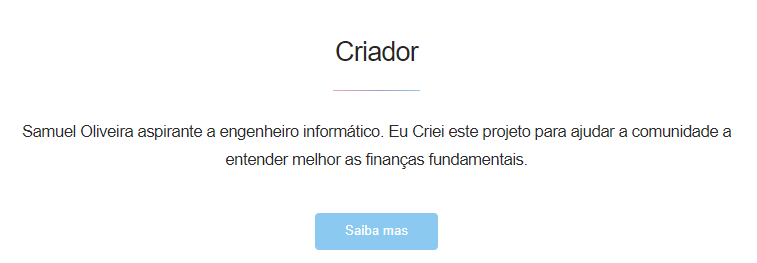 Criador
Samuel Oliveira aspirante a engenheiro informático. Eu Criei este projeto para ajudar a comunidade a
entender melhor as finanças fundamentais.
Saiba mas